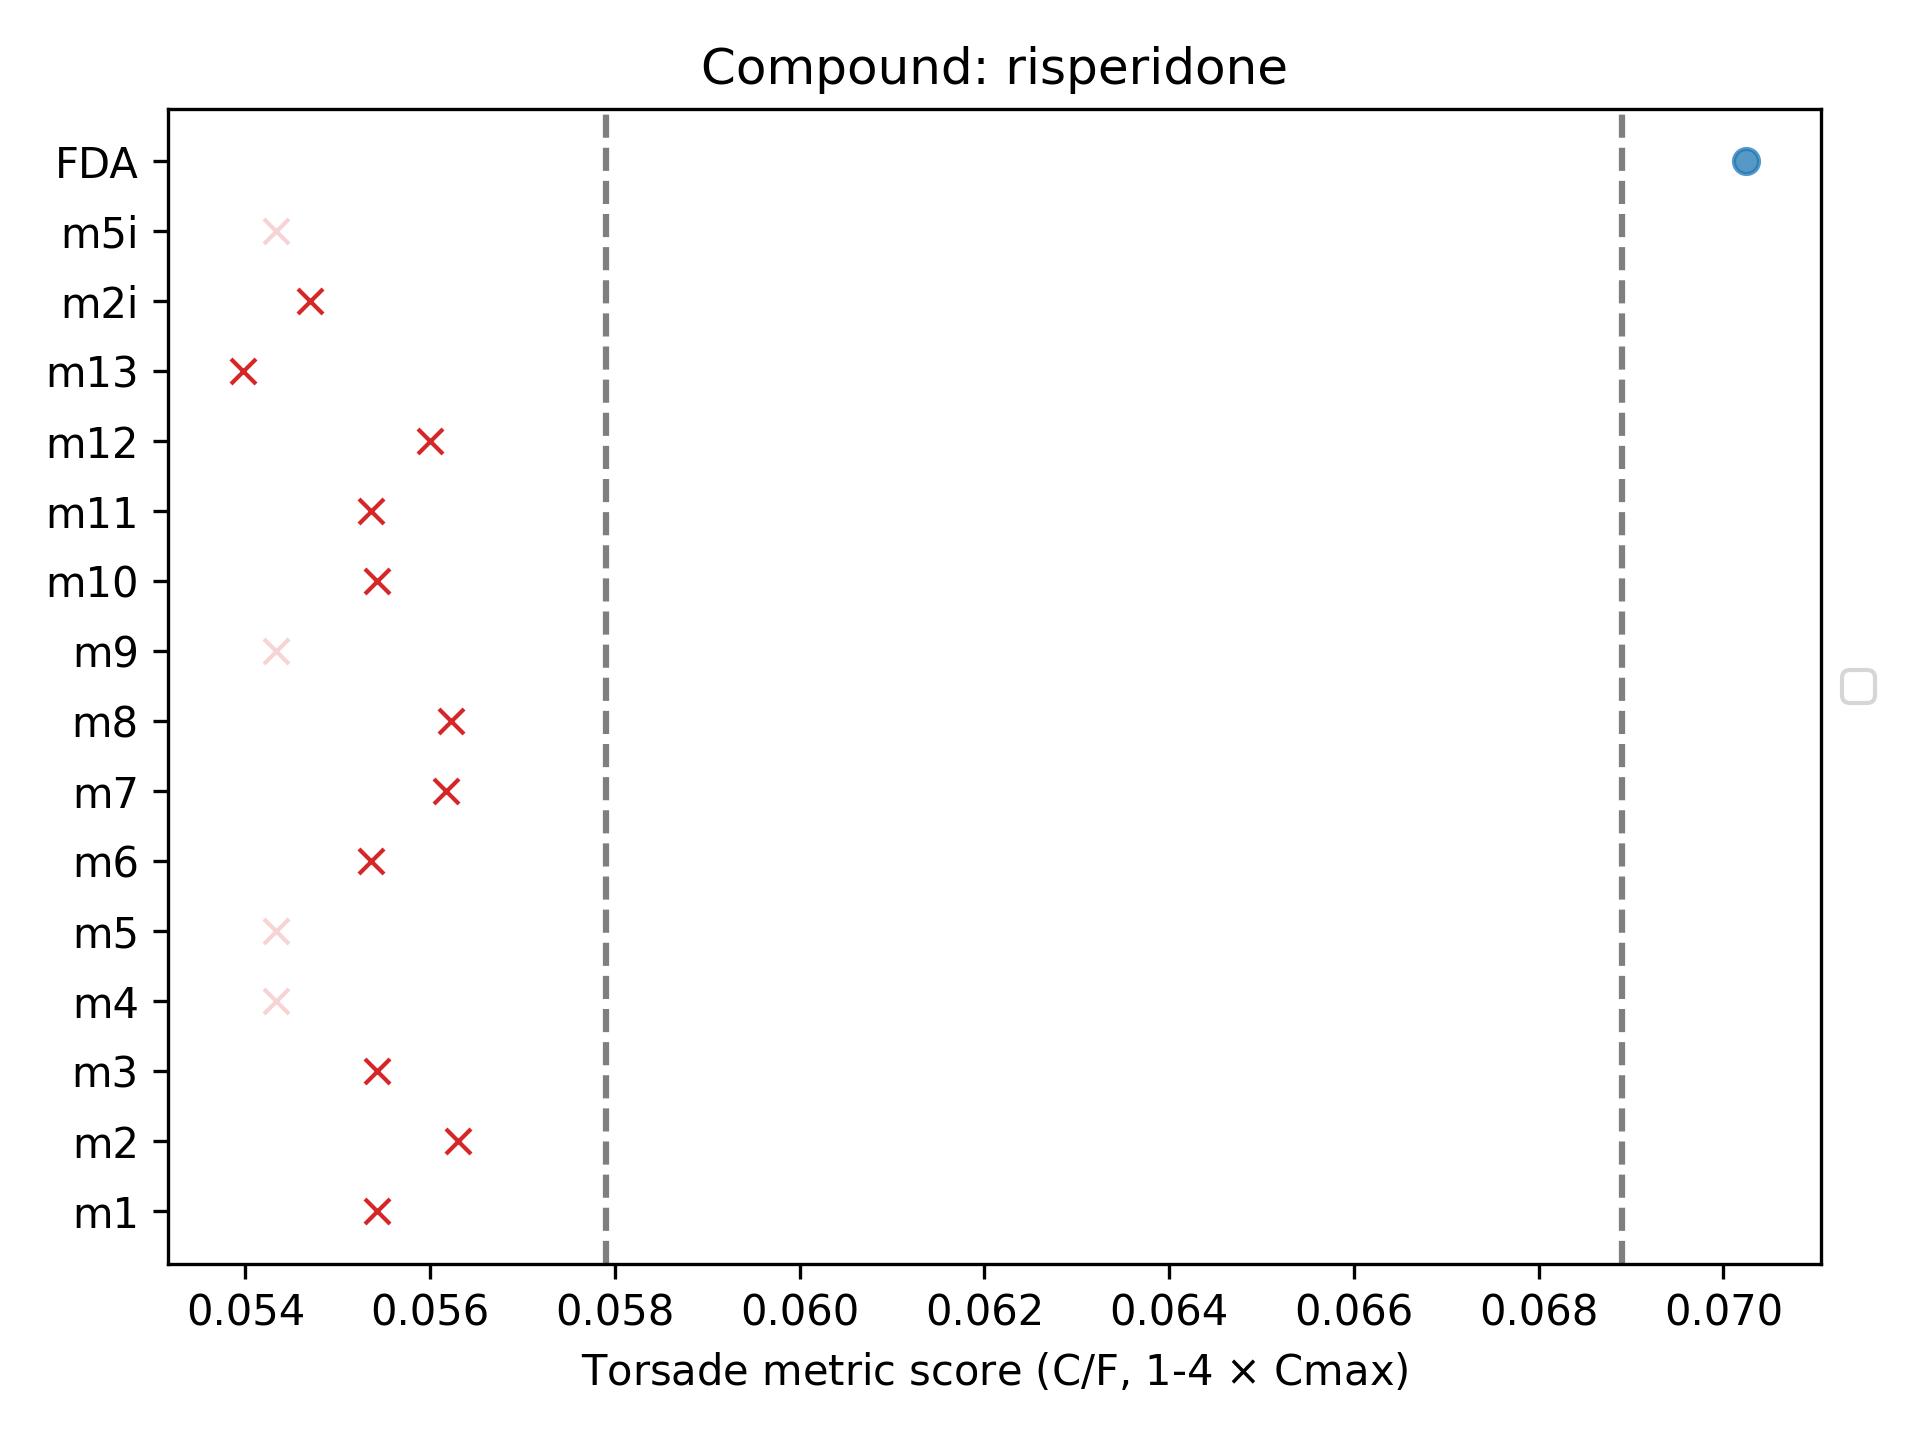 Compound: risperidone
FDA
m5i
m2i
m13
m12
m11
m10
m9
m8
m7
m6
m5
m4
m3
m2
m1
0.054 0.056 0.058 0.060 0.062 0.064 0.066 0.068 0.070
Torsade metric score (C/F, 1-4 × Cmax)